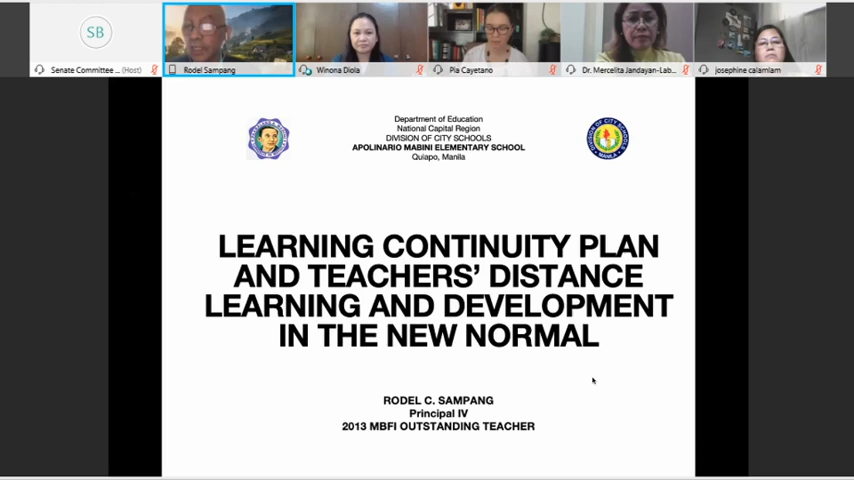 SB
Senate Committee ... (Host)
Rodel Sampang
Winona Diola
Pia Cayetano
Dr. Mercelita Jandayan-Lab...
josephine calamlam
Department of Education
National Capital Region
DIVISION OF CITY SCHOOLS
APOLINARIO MABINI ELEMENTARY SCHOOL
Quiapo, Manila
LEARNING CONTINUITY PLAN
AND TEACHERS’ DISTANCE
LEARNING AND DEVELOPMENT
IN THE NEW NORMAL
RODEL C. SAMPANG
Principal IV
2013 MBFI OUTSTANDING TEACHER